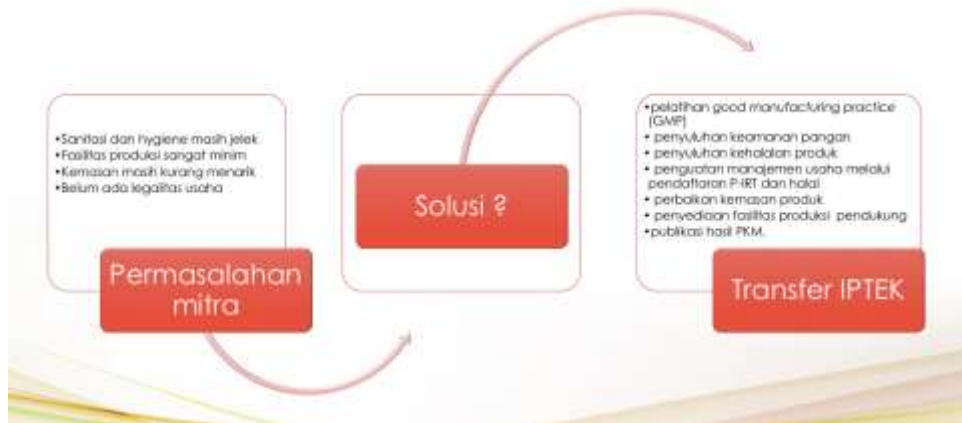 •Sanitasi dan hygiene masih jelek
•Fasilitas produksi sangat minim
•Kemasan masih kurang menarik
•Belum ada legalitas usaha
Permasalahan
mitra
Solusi ?
•pelatihan good manufacturing practice
(GMP)
• penyuluhan keamanan pangan
• penyuluhan kehalalan produk
• penguatan manajemen usaha melalui
pendaftaran P-IRT dan halal
• perbaikan kemasan produk
• penyediaan fasilitas produksi pendukung
•publikasi hasil PKM.
Transfer IPTEK